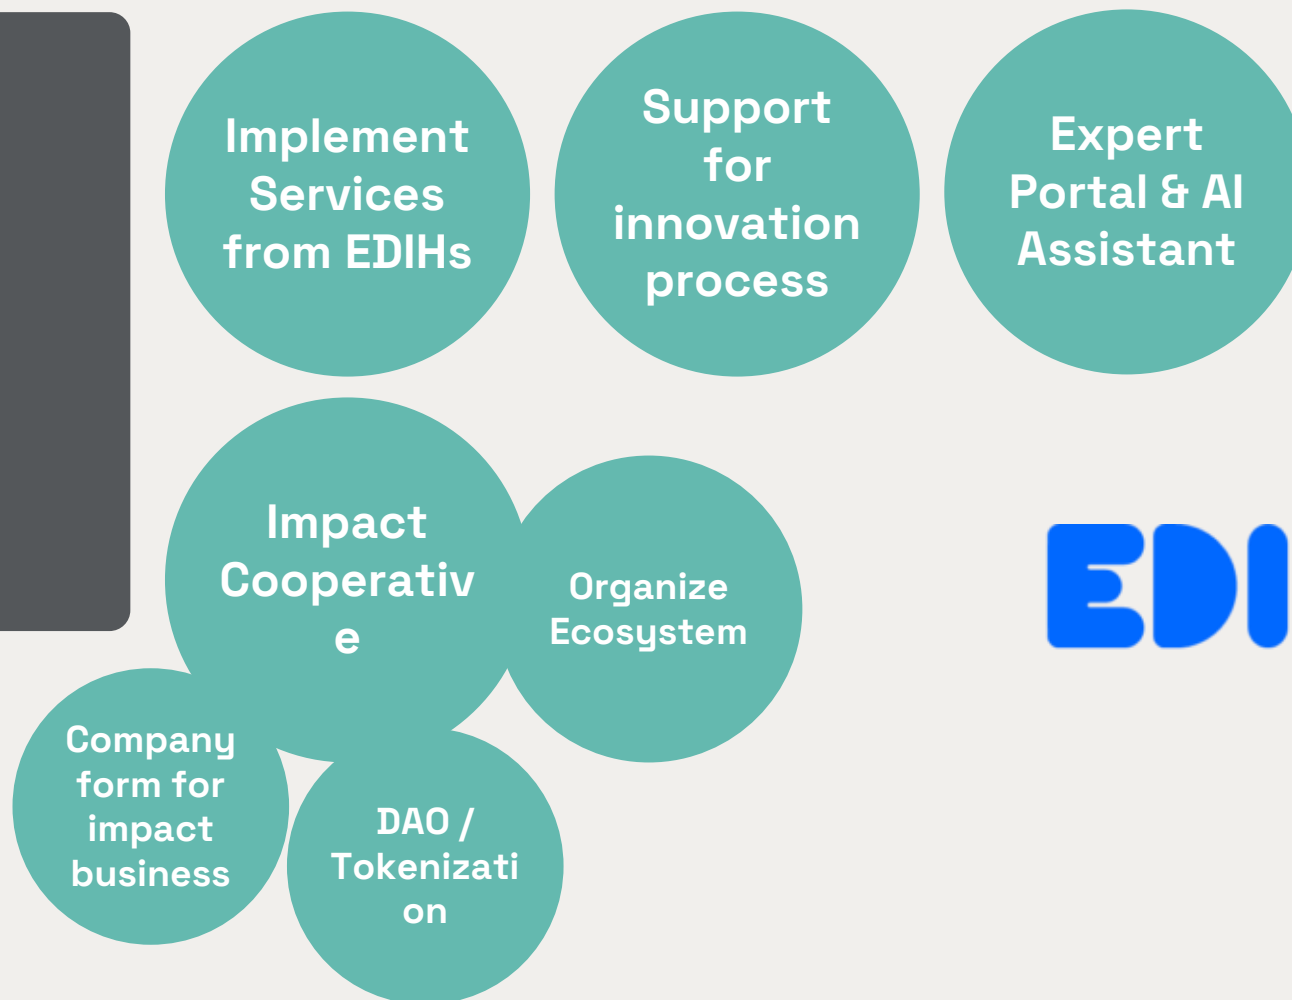 Implement
Services
from EDIHs
Support
for
innovation
process
Expert
Portal & AI
Assistant
Impact
Cooperativ
e
Organize
Ecosystem
EDI
Company
form for
impact
business
DAO /
Tokenizati
on